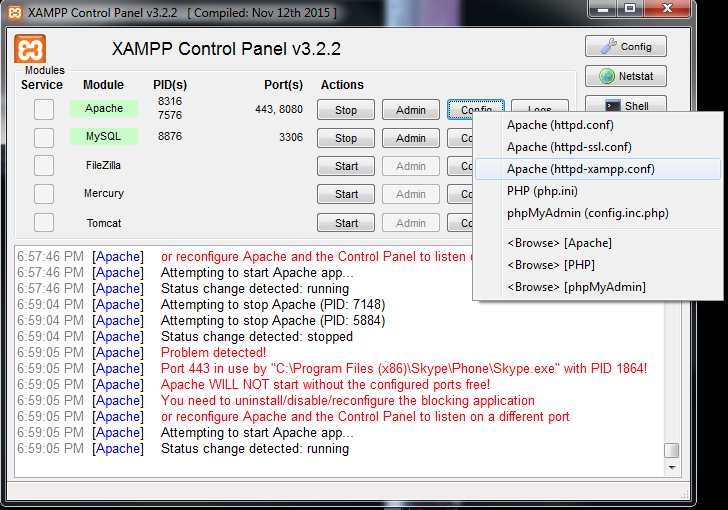 XAMPP Control Panel v3.2.2 [ Compiled: Nov 12th 2015 ]
XAMPP Control Panel v3.2.2
Config
Modules
Service Module PID(s) Port(s) Actions
Netstat
Apache 8316 7576 443, 8080 Stop Admin Config Logs
Shell
MySQL 8876 3306 Stop Admin
FileZilla Start Admin
Mercury Start Admin
Tomcat Start Admin
Apache (httpd.conf)
Apache (httpd-ssl.conf)
Apache (httpd-xampp.conf)
PHP (php.ini)
phpMyAdmin (config.inc.php)
<Browse> [Apache]
<Browse> [PHP]
<Browse> [phpMyAdmin]
6:57:46 PM [Apache] or reconfigure Apache and the Control Panel to listen
6:57:46 PM [Apache] Attempting to start Apache app...
6:57:46 PM [Apache] Status change detected: running
6:59:04 PM [Apache] Attempting to stop Apache (PID: 7148)
6:59:04 PM [Apache] Attempting to stop Apache (PID: 5884)
6:59:04 PM [Apache] Status change detected: stopped
6:59:05 PM [Apache] Problem detected!
6:59:05 PM [Apache] Port 443 in use by "C:\Program Files (x86)\Skype\Phone\Skype.exe" with PID 1864!
6:59:05 PM [Apache] Apache WILL NOT start without the configured ports free!
6:59:05 PM [Apache] You need to uninstall/disable/reconfigure the blocking application
6:59:05 PM [Apache] or reconfigure Apache and the Control Panel to listen on a different port
6:59:05 PM [Apache] Attempting to start Apache app...
6:59:05 PM [Apache] Status change detected: running